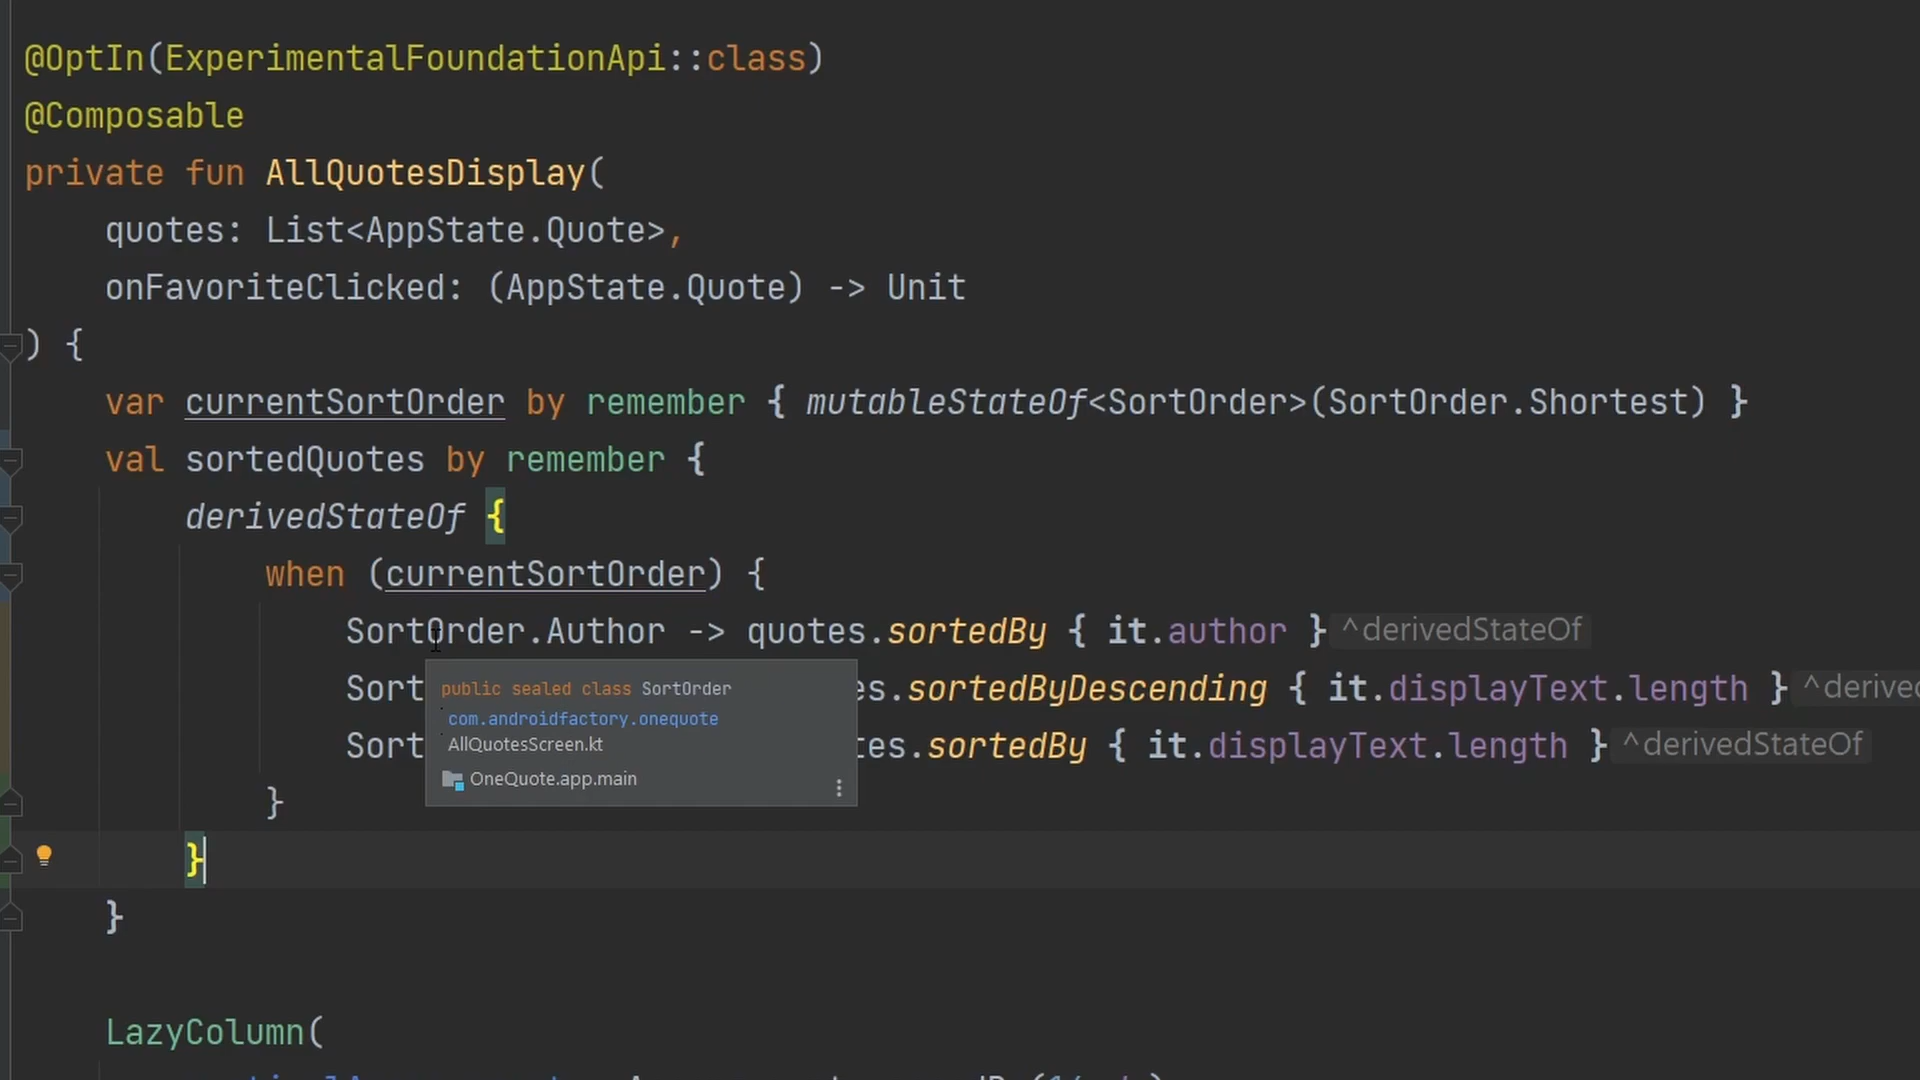 @OptIn(ExperimentalFoundationApi::class)
@Composable
private fun AllQuotesDisplay(
quotes: List<AppState.Quote>,
onFavoriteClicked: (AppState.Quote) -> Unit
) {
var currentSortOrder by remember { mutableStateOf<SortOrder>(SortOrder.Shortest) }
val sortedQuotes by remember {
derivedStateOf {
when (currentSortOrder) {
SortOrder.Author -> quotes.sortedBy { it.author } ^derivedStateOf
Sort es.sortedByDescending { it.displayText.length }
Sort tes.sortedBy { it.displayText.length } ^derivedStateOf
public sealed class SortOrder
com.androidfactory.onequote
AllQuotesScreen.kt
OneQuote.app.main
}
}
}
LazyColumn(